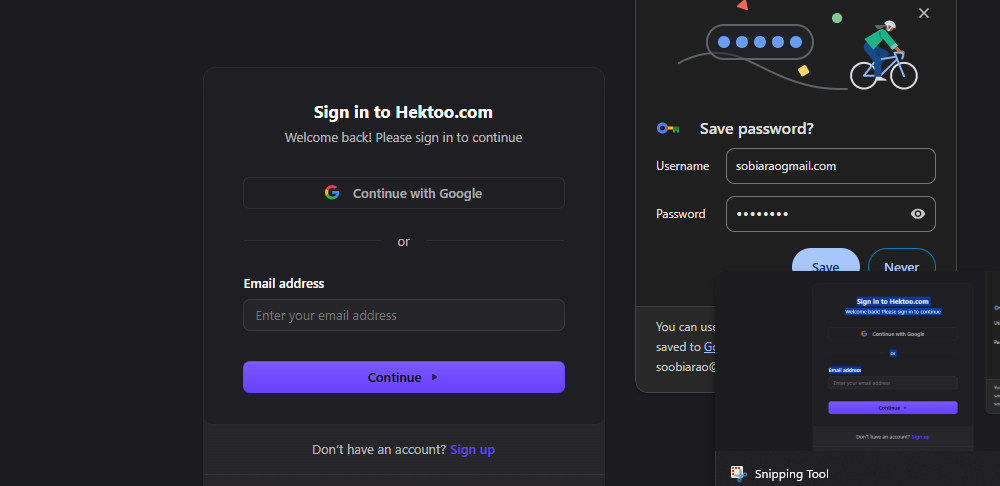 Sign in to Hektoo.com
Welcome back! Please sign in to continue
Continue with Google
or
Email address
Enter your email address
Continue
Don't have an account? Sign up
Save password?
Username
sobiaraogmail.com
Password
••••••••
Save
Never
You can use
saved to Go
soobiarao@
Sign in to Hektoo.com
Welcome back! Please sign in to continue
Continue with Google
or
Email address
Enter your email address
Continue
Don't have an account? Sign up
Snipping Tool